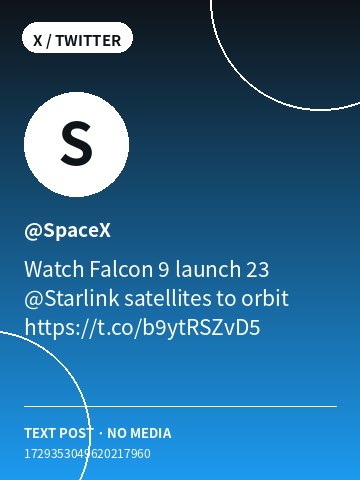 X / TWITTER
S
@SpaceX
Watch Falcon 9 launch 23
@Starlink satellites to orbit
https://t.co/b9ytRSZvD5
TEXT POST · NO MEDIA
1729353049620217960